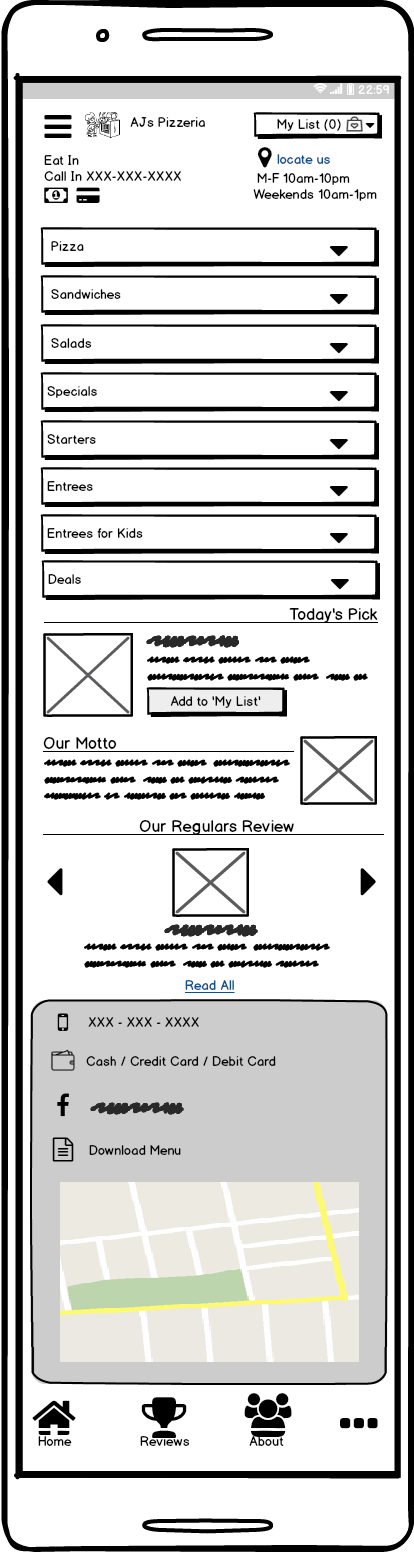 22:59
AJs Pizzeria
My List (0)
Eat In
Call In XXX-XXX-XXXX
locate us
M-F 10am-10pm
Weekends 10am-1pm
Pizza
Sandwiches
Salads
Specials
Starters
Entrees
Entrees for Kids
Deals
Today's Pick
Add to 'My List'
Our Motto
Our Regulars Review
Read All
XXX - XXX - XXXX
Cash / Credit Card / Debit Card
Download Menu
Home
Reviews
About